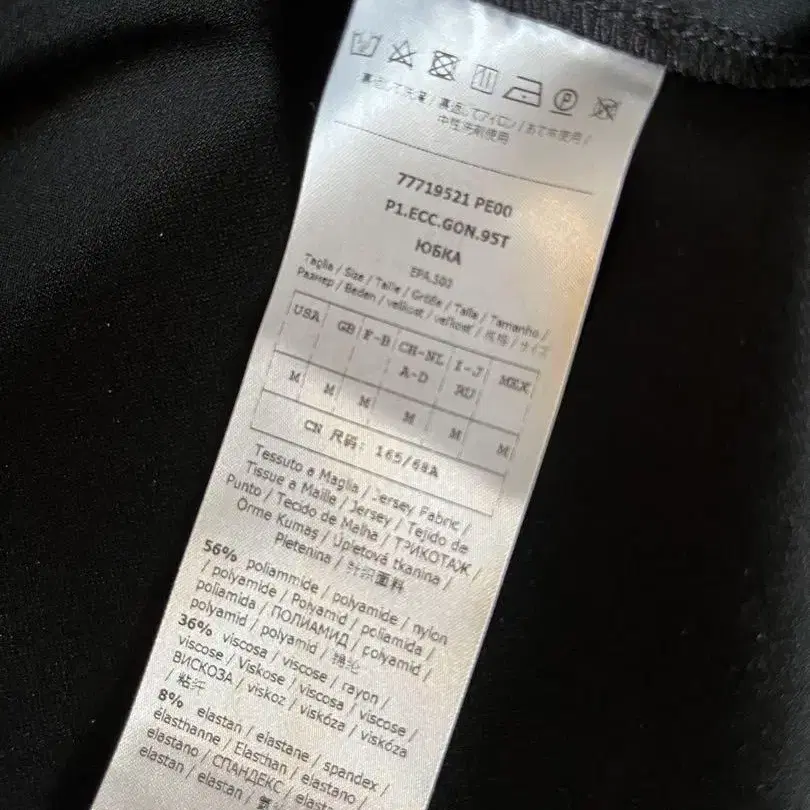 裏返して洗濯 / 裏返してアイロン / あて布使用 /
中性洗剤使用
77719521 PE00
P1.ECC.GON.95T
ЮБКА
EPA.503
Taglia / Size / Taille / Größe / Talla / Tamanho /
Размер / Beden / velikost / veľkosť / 规格 / サイズ
USA GB F-B CH-NL I-J MEX
A-D RU
M M M M M M
CN 尺码: 165/68A
Tessuto a Maglia / Jersey Fabric /
Tissue a Maille / Jersey / Tejido de
Punto / Tecido de Malha / ТРИКОТАЖ /
Örme Kumaş / Úpletová tkanina /
Pletenina / 针织面料
56% poliammide / polyamide / nylon
/ polyamide / Polyamid / poliamida /
poliamida / ПОЛИАМИД / polyamid /
polyamid / polyamid / 锦纶
36% viscosa / viscose / rayon /
viscose / Viskose / viscosa / viscose /
ВИСКОЗА / viskoz / viskóza / viskóza
/ 粘纤
8% elastan / elastane / spandex /
élasthanne / Elasthan / elastano /
elastano / СПАНДЕКС /
elastan / elastan /